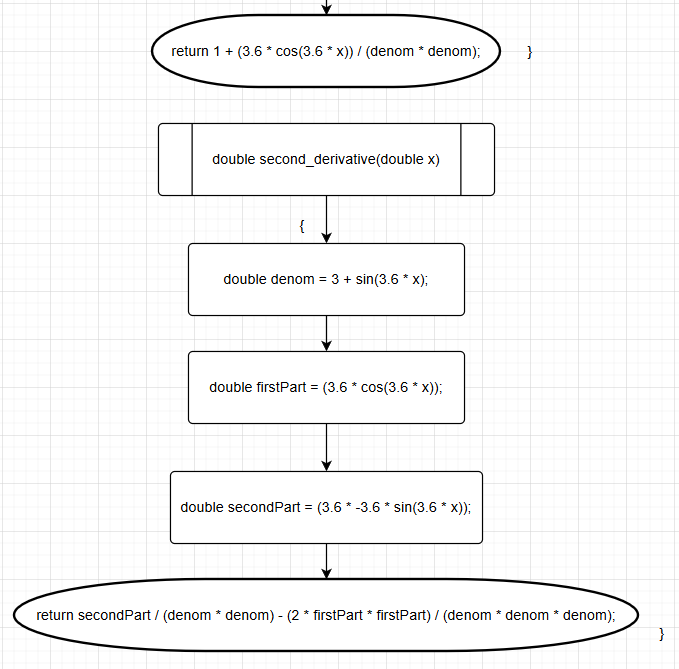 return 1 + (3.6 * cos(3.6 * x)) / (denom * denom); }
double second_derivative(double x)
{
double denom = 3 + sin(3.6 * x);
double firstPart = (3.6 * cos(3.6 * x));
double secondPart = (3.6 * -3.6 * sin(3.6 * x));
return secondPart / (denom * denom) - (2 * firstPart * firstPart) / (denom * denom * denom);
}